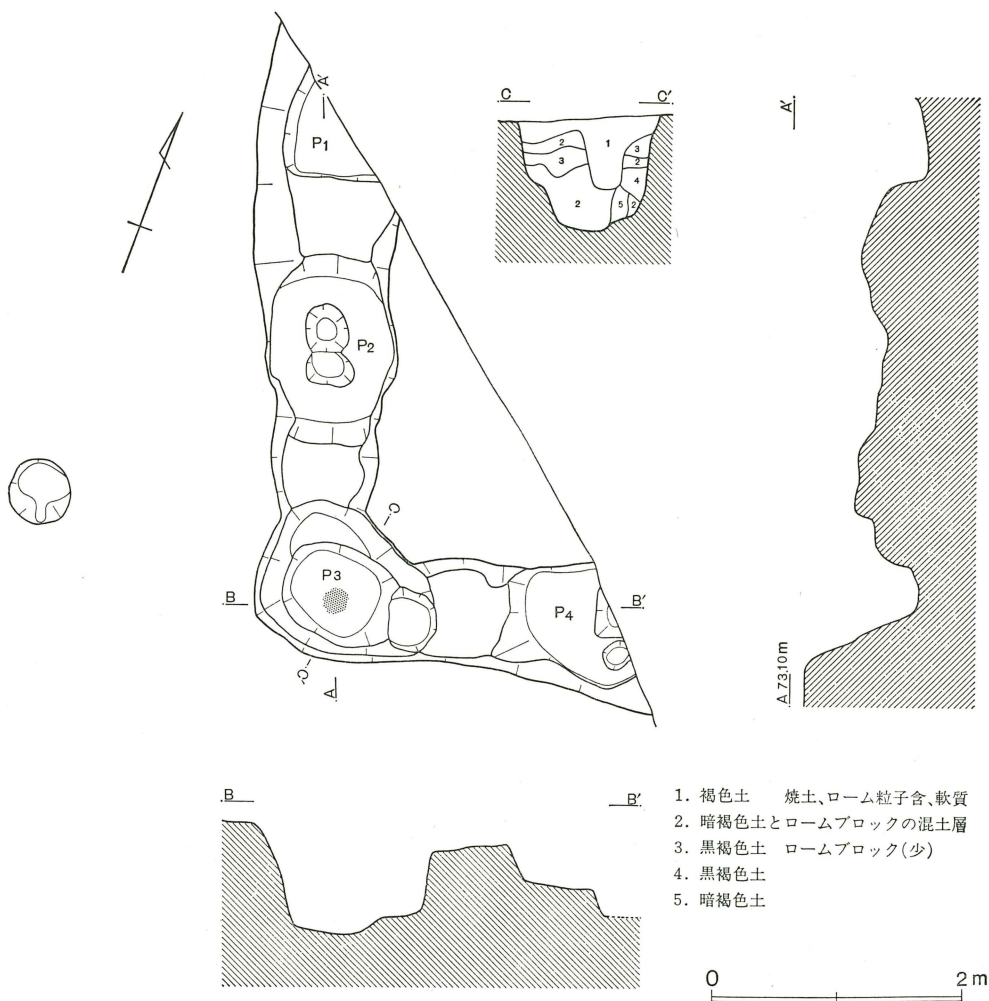 A'
P1
P2
P3
P4
C
C'
B
B'
A
C
C'
1
2
3
3
2
4
2
5
2
A'
A 73.10m
B
B'
1. 褐色土 焼土、ローム粒子含、軟質
2. 暗褐色土とロームブロックの混土層
3. 黒褐色土 ロームブロック(少)
4. 黒褐色土
5. 暗褐色土
0 2m